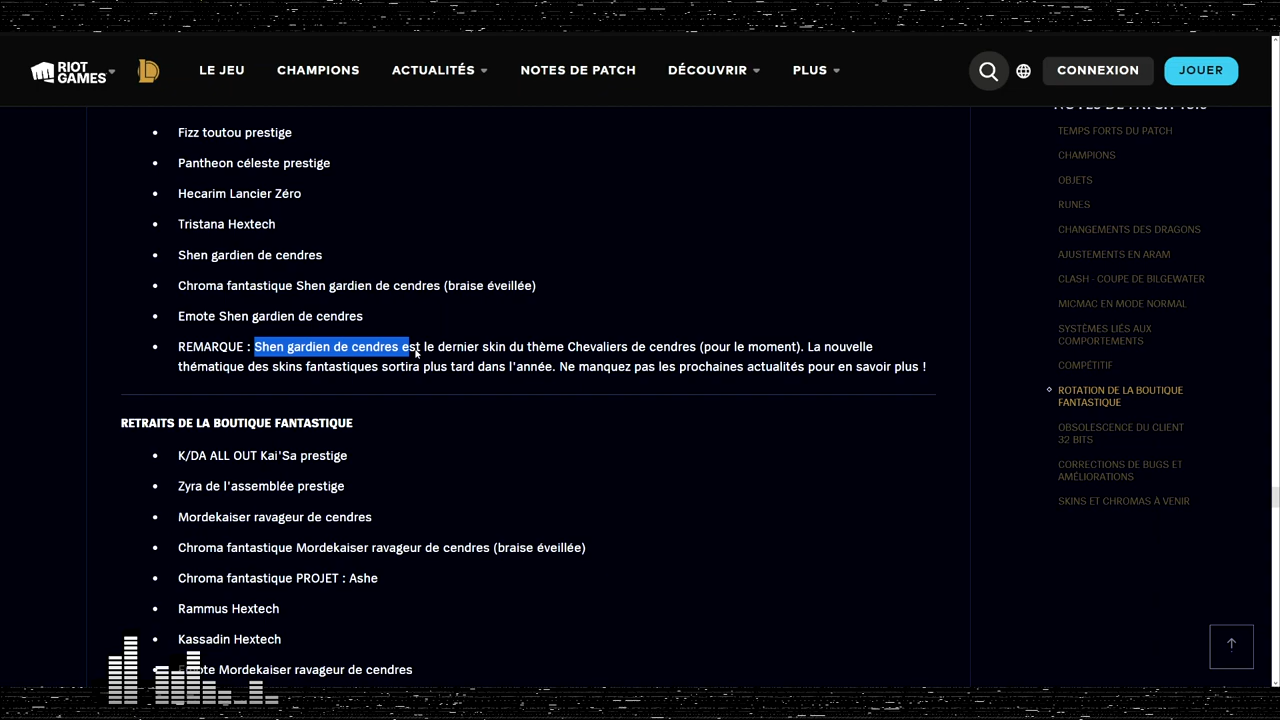 RIOT GAMES
LE JEU
CHAMPIONS
ACTUALITÉS
NOTES DE PATCH
DÉCOUVRIR
PLUS
CONNEXION
JOUER
Fizz toutou prestige
Pantheon céleste prestige
Hecarim Lancier Zéro
Tristana Hextech
Shen gardien de cendres
Chroma fantastique Shen gardien de cendres (braise éveillée)
Emote Shen gardien de cendres
REMARQUE : Shen gardien de cendres est le dernier skin du thème Chevaliers de cendres (pour le moment). La nouvelle
thématique des skins fantastiques sortira plus tard dans l'année. Ne manquez pas les prochaines actualités pour en savoir plus !
RETRAITS DE LA BOUTIQUE FANTASTIQUE
K/DA ALL OUT Kai'Sa prestige
Zyra de l'assemblée prestige
Mordekaiser ravageur de cendres
Chroma fantastique Mordekaiser ravageur de cendres (braise éveillée)
Chroma fantastique PROJET : Ashe
Rammus Hextech
Kassadin Hextech
Emote Mordekaiser ravageur de cendres
TEMPS FORTS DU PATCH
CHAMPIONS
OBJETS
RUNES
CHANGEMENTS DES DRAGONS
AJUSTEMENTS EN ARAM
CLASH - COUPE DE BILGEWATER
MICMAC EN MODE NORMAL
SYSTÈMES LIÉS AUX
COMPORTEMENTS
COMPÉTITIF
ROTATION DE LA BOUTIQUE
FANTASTIQUE
OBSOLESCENCE DU CLIENT
32 BITS
CORRECTIONS DE BUGS ET
AMÉLIORATIONS
SKINS ET CHROMAS À VENIR